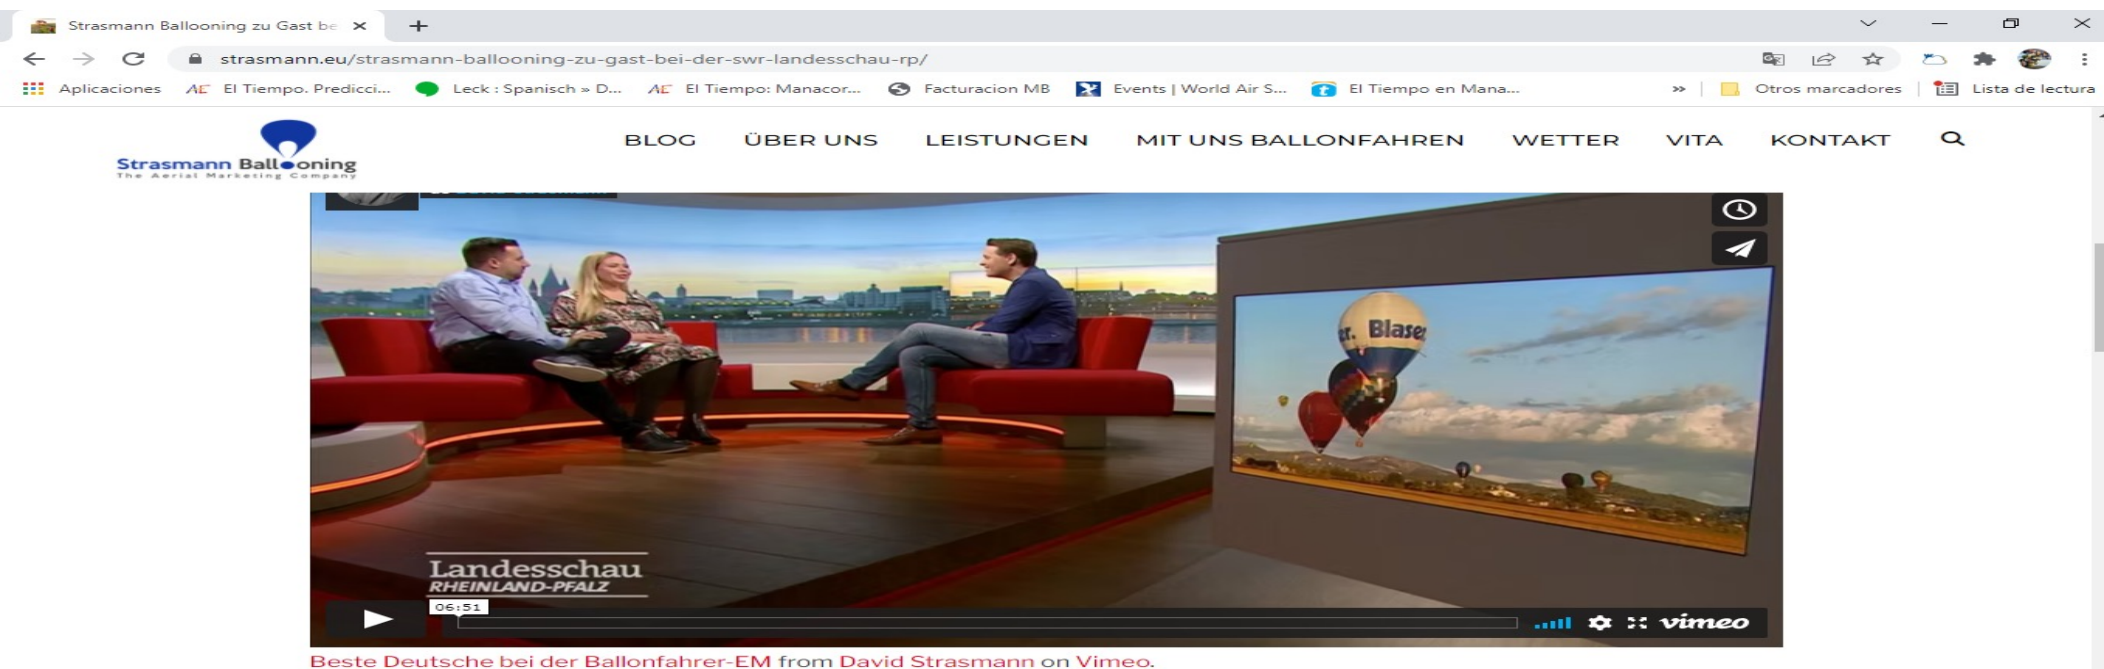 Strasmann Ballooning zu Gast be
strasmann.eu/strasmann-ballooning-zu-gast-bei-der-swr-landesschau-rp/
Aplicaciones AE El Tiempo. Predicci... Leck : Spanisch » D... AE El Tiempo: Manacor... Facturacion MB Events | World Air S... El Tiempo en Mana... » Otros marcadores Lista de lectura
Strasmann Ballooning
The Aerial Marketing Company
BLOG ÜBER UNS LEISTUNGEN MIT UNS BALLONFAHREN WETTER VITA KONTAKT
Blaser
Landesschau
RHEINLAND-PFALZ
06:51
vimeo
Beste Deutsche bei der Ballonfahrer-EM from David Strasmann on Vimeo.